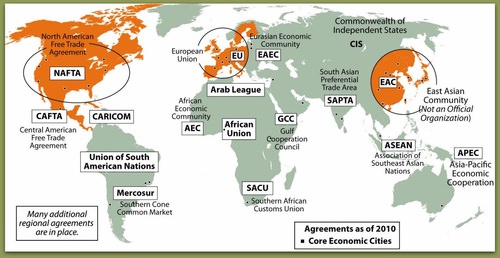 Commonwealth of
Independent States
CIS
North American
Free Trade
Agreement
NAFTA
European
Union
EU
Eurasian Economic
Community
EAEC
South Asian
Preferential
Trade Area
SAPTA
EAC
East Asian
Community
(Not an Official
Organization)
Arab League
CAFTA
CARICOM
Central American
Free Trade
Agreement
African
Economic
Community
AEC
African
Union
GCC
Gulf
Cooperation
Council
ASEAN
Association of
Southeast Asian
Nations
APEC
Asia-Pacific
Economic
Cooperation
Union of South
American Nations
Mercosur
Southern Cone
Common Market
SACU
Southern African
Customs Union
Many additional
regional agreements
are in place.
Agreements as of 2010
Core Economic Cities